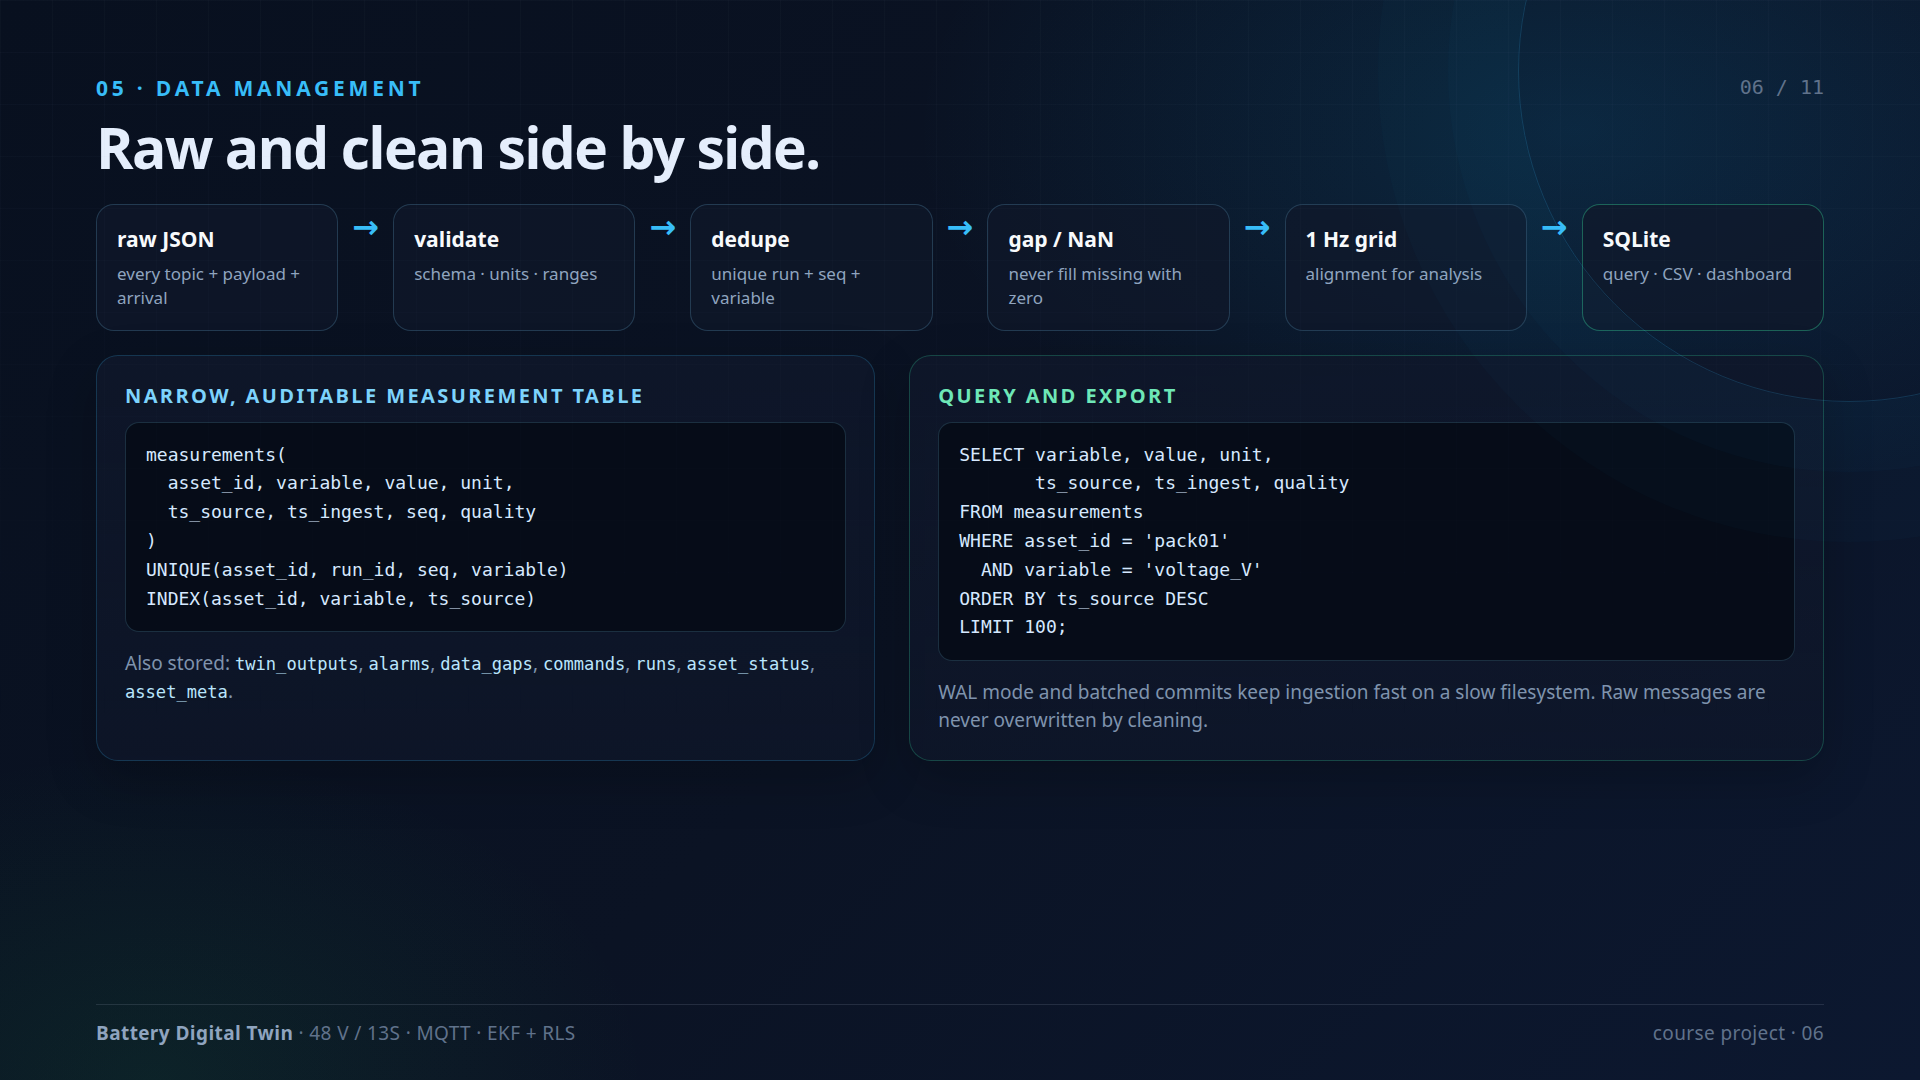 05 · DATA MANAGEMENT
06 / 11
Raw and clean side by side.
raw JSON
every topic + payload +
arrival
→
validate
schema · units · ranges
→
dedupe
unique run + seq +
variable
→
gap / NaN
never fill missing with
zero
→
1 Hz grid
alignment for analysis
→
SQLite
query · CSV · dashboard
NARROW, AUDITABLE MEASUREMENT TABLE
measurements(
  asset_id, variable, value, unit,
  ts_source, ts_ingest, seq, quality
)
UNIQUE(asset_id, run_id, seq, variable)
INDEX(asset_id, variable, ts_source)
Also stored: twin_outputs, alarms, data_gaps, commands, runs, asset_status,
asset_meta.
QUERY AND EXPORT
SELECT variable, value, unit,
       ts_source, ts_ingest, quality
FROM measurements
WHERE asset_id = 'pack01'
  AND variable = 'voltage_V'
ORDER BY ts_source DESC
LIMIT 100;
WAL mode and batched commits keep ingestion fast on a slow filesystem. Raw messages are
never overwritten by cleaning.
Battery Digital Twin · 48 V / 13S · MQTT · EKF + RLS
course project · 06